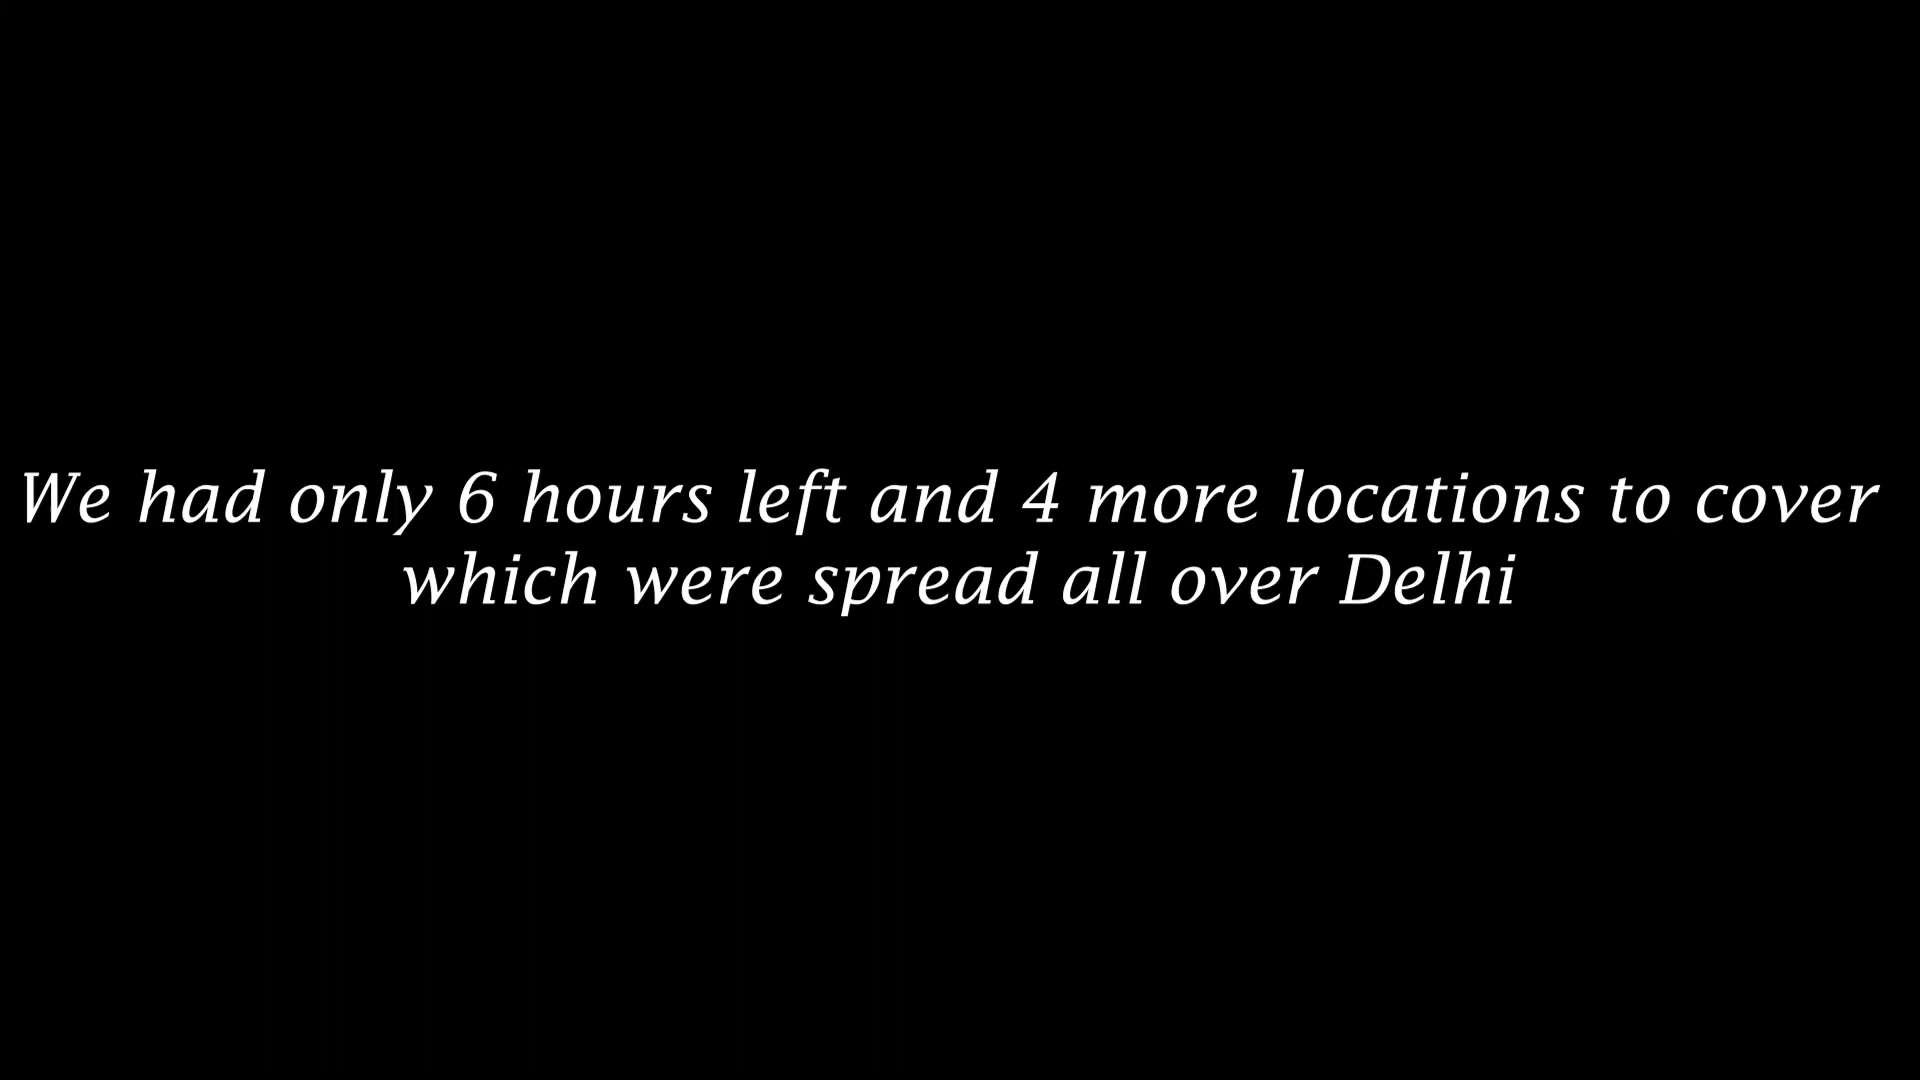 We had only 6 hours left and 4 more locations to cover
which were spread all over Delhi